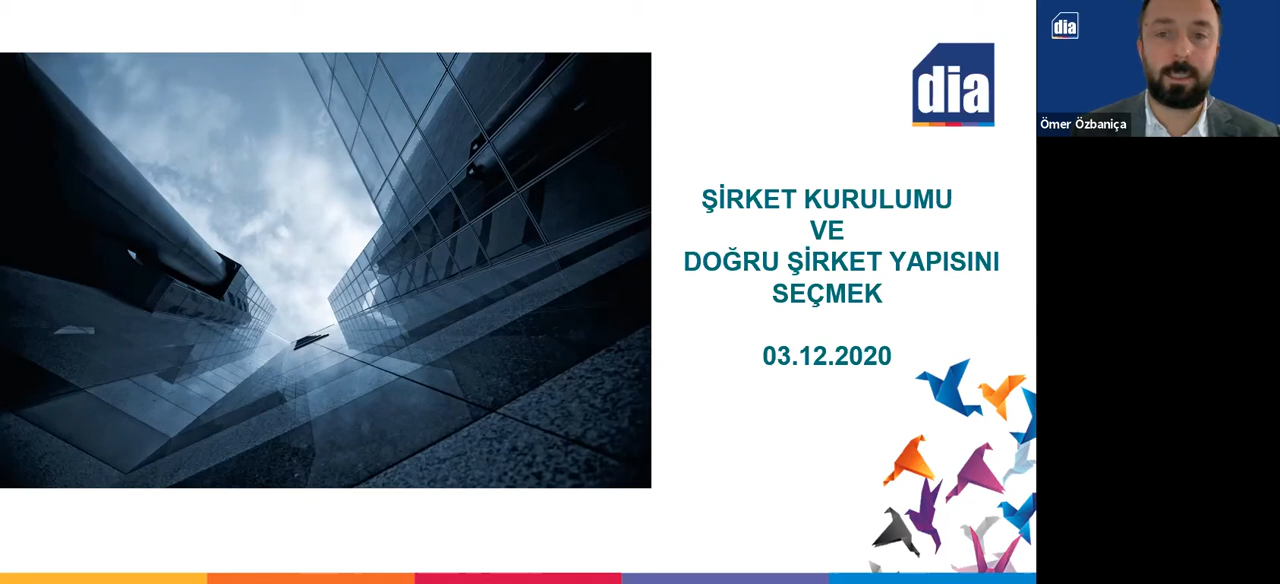 dia
ŞİRKET KURULUMU
VE
DOĞRU ŞİRKET YAPISINI
SEÇMEK
03.12.2020
dia
Ömer Özbaniça